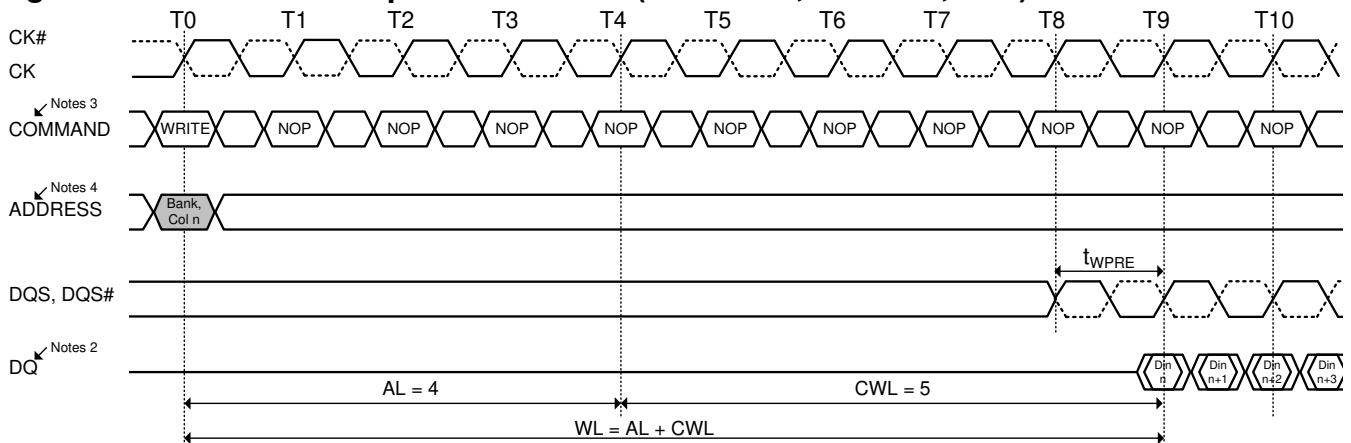 T0 T1 T2 T3 T4 T5 T6 T7 T8 T9 T10
CK#
CK
Notes 3
COMMAND WRITE NOP NOP NOP NOP NOP NOP NOP NOP NOP NOP
Notes 4
ADDRESS
Bank,
Col n
tWPRE
DQS, DQS#
Notes 2
DQ
Din Din Din Din
n n+1 n+2 n+3
AL = 4 CWL = 5
WL = AL + CWL